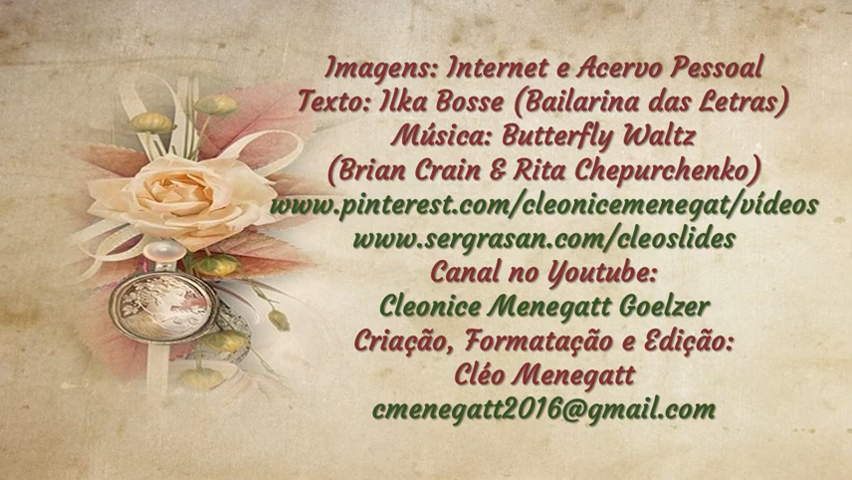 Imagens: Internet e Acervo Pessoal
Texto: Ilka Bosse (Bailarina das Letras)
Música: Butterfly Waltz
(Brian Crain & Rita Chepurchenko)
www.pinterest.com/cleonicemenegat/vídeos
www.sergrasan.com/cleoslides
Canal no Youtube:
Cleonice Menegatt Goelzer
Criação, Formatação e Edição:
Cléo Menegatt
cmenegatt2016@gmail.com